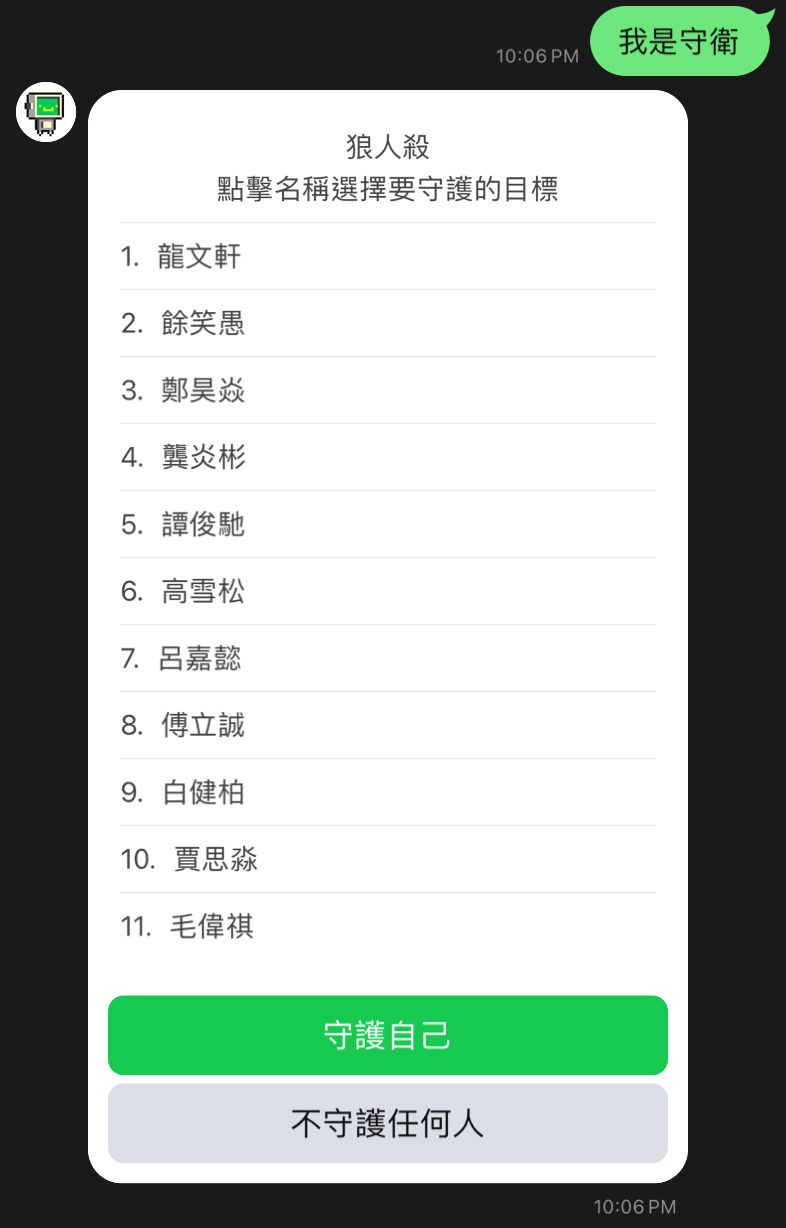 我是守衛
10:06 PM
狼人殺
點擊名稱選擇要守護的目標
1. 龍文軒
2. 餘笑愚
3. 鄭昊焱
4. 龔炎彬
5. 譚俊馳
6. 高雪松
7. 呂嘉懿
8. 傅立誠
9. 白健柏
10. 賈思淼
11. 毛偉祺
守護自己
不守護任何人
10:06 PM